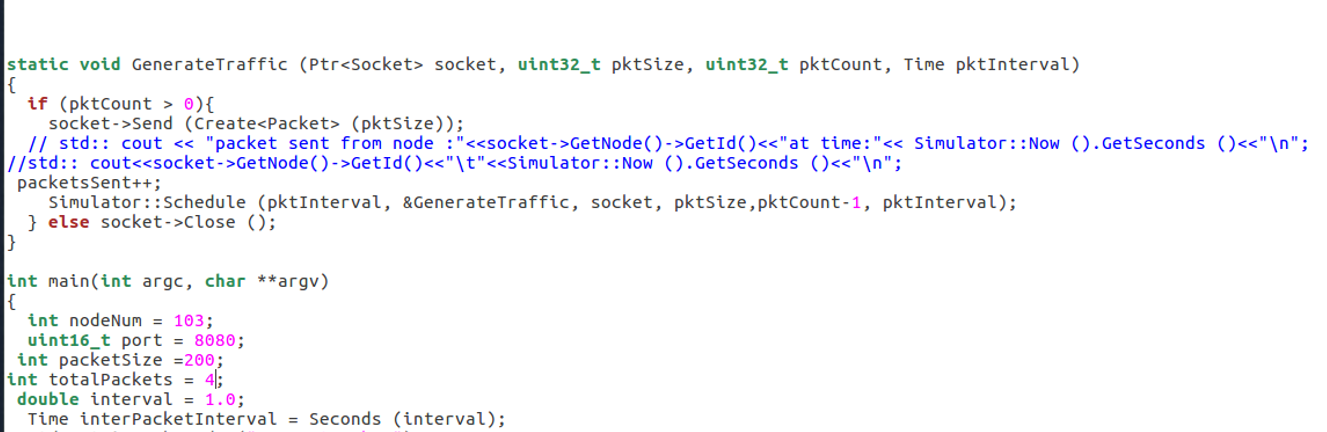 static void GenerateTraffic (Ptr<Socket> socket, uint32_t pktSize, uint32_t pktCount, Time pktInterval)
{
  if (pktCount > 0){
    socket->Send (Create<Packet> (pktSize));
  // std:: cout << "packet sent from node :"<<socket->GetNode()->GetId()<<"at time:"<< Simulator::Now ().GetSeconds ()<<"\n";
//std:: cout<<socket->GetNode()->GetId()<<"\t"<<Simulator::Now ().GetSeconds ()<<"\n";
 packetsSent++;
    Simulator::Schedule (pktInterval, &GenerateTraffic, socket, pktSize,pktCount-1, pktInterval);
  } else socket->Close ();
}
int main(int argc, char **argv)
{
  int nodeNum = 103;
  uint16_t port = 8080;
 int packetSize =200;
int totalPackets = 4;
 double interval = 1.0;
  Time interPacketInterval = Seconds (interval);